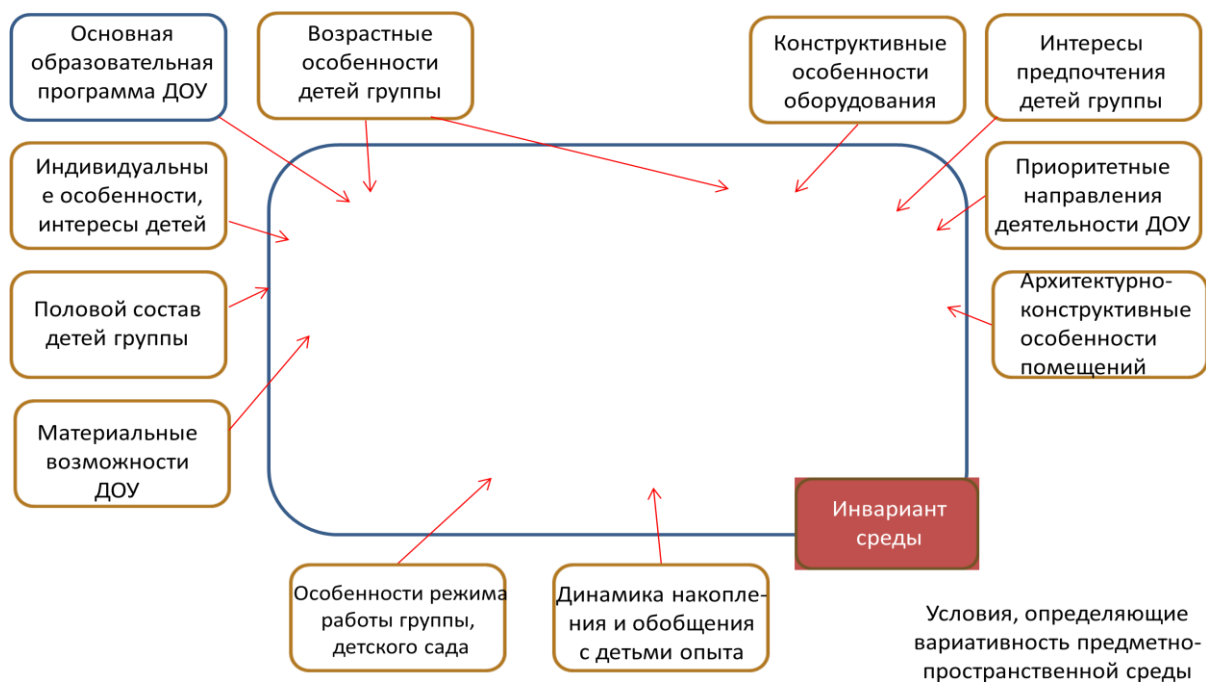 Основная
образовательная
программа ДОУ
Возрастные
особенности
детей группы
Конструктивные
особенности
оборудования
Интересы
предпочтения
детей группы
Индивидуальны
е особенности,
интересы детей
Приоритетные
направления
деятельности ДОУ
Половой состав
детей группы
Архитектурно-
конструктивные
особенности
помещений
Материальные
возможности
ДОУ
Инвариант
среды
Особенности режима
работы группы,
детского сада
Динамика накопле-
ния и обобщения
с детьми опыта
Условия, определяющие
вариативность предметно-
пространственной среды